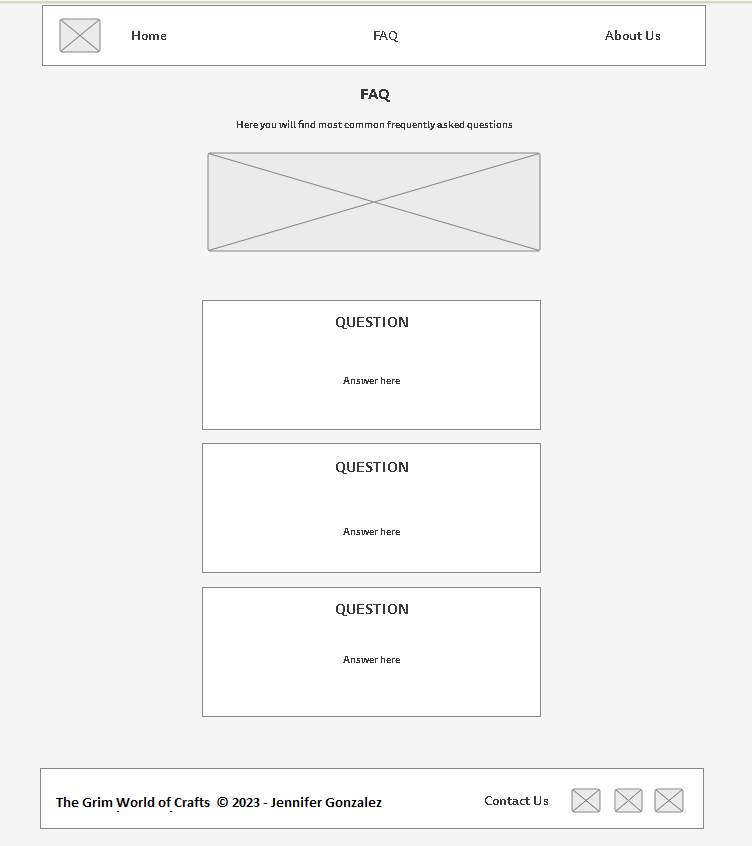 Home FAQ About Us
FAQ
Here you will find most common frequently asked questions
QUESTION
Answer here
QUESTION
Answer here
QUESTION
Answer here
The Grim World of Crafts © 2023 - Jennifer Gonzalez Contact Us